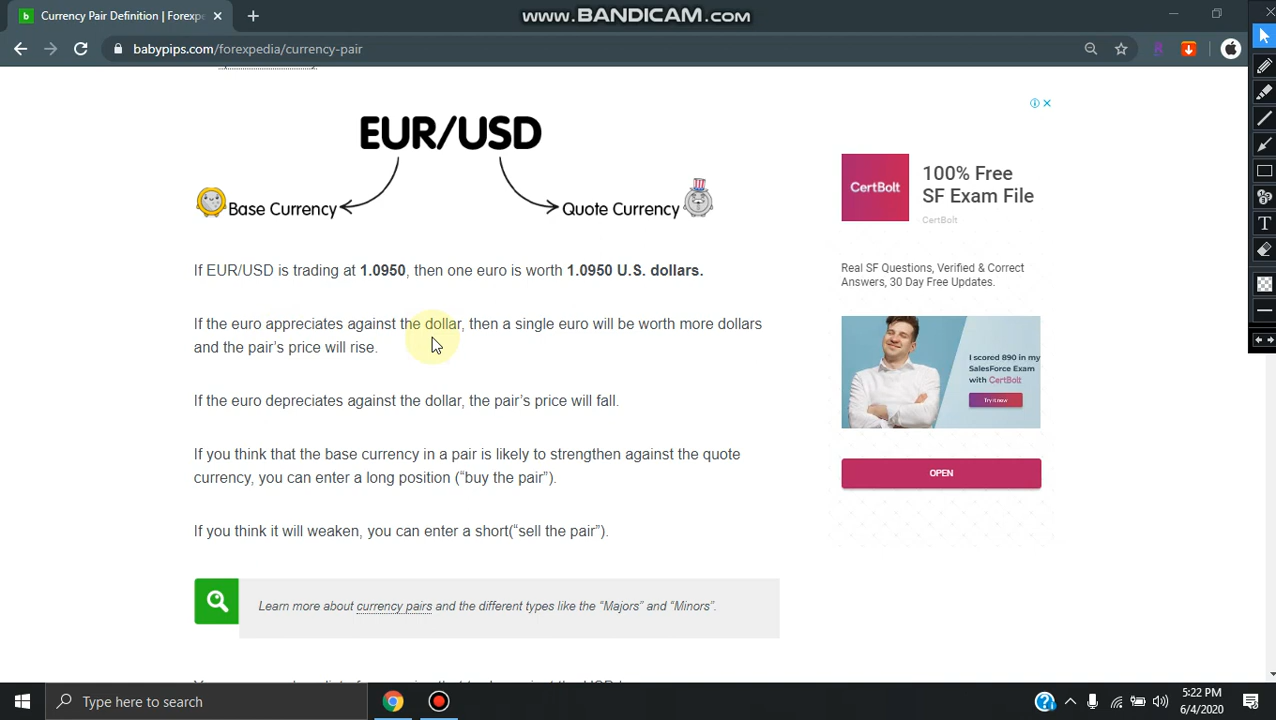 Currency Pair Definition | Forexpe
www.BANDICAM.com
babypips.com/forexpedia/currency-pair
EUR/USD
Base Currency
Quote Currency
If EUR/USD is trading at 1.0950, then one euro is worth 1.0950 U.S. dollars.
If the euro appreciates against the dollar, then a single euro will be worth more dollars
and the pair's price will rise.
If the euro depreciates against the dollar, the pair's price will fall.
If you think that the base currency in a pair is likely to strengthen against the quote
currency, you can enter a long position (“buy the pair”).
If you think it will weaken, you can enter a short(“sell the pair”).
Learn more about currency pairs and the different types like the “Majors” and “Minors”.
CertBolt
100% Free
SF Exam File
CertBolt
Real SF Questions, Verified & Correct
Answers, 30 Day Free Updates.
I scored 890 in my
SalesForce Exam
with CertBolt
Try it now
OPEN
Type here to search
5:22 PM
6/4/2020